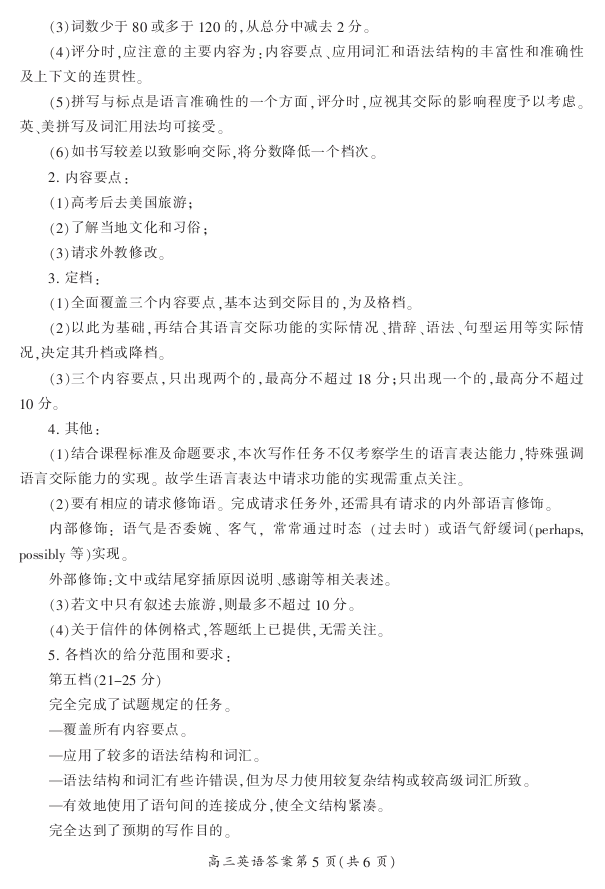 (3)词数少于 80 或多于 120 的,从总分中减去 2 分。
(4)评分时,应注意的主要内容为:内容要点、应用词汇和语法结构的丰富性和准确性
及上下文的连贯性。
(5)拼写与标点是语言准确性的一个方面,评分时,应视其交际的影响程度予以考虑。
英、美拼写及词汇用法均可接受。
(6)如书写较差以致影响交际,将分数降低一个档次。
2. 内容要点:
(1)高考后去美国旅游;
(2)了解当地文化和习俗;
(3)请求外教修改。
3. 定档:
(1)全面覆盖三个内容要点,基本达到交际目的,为及格档。
(2)以此为基础,再结合其语言交际功能的实际情况、措辞、语法、句型运用等实际情
况,决定其升档或降档。
(3)三个内容要点,只出现两个的,最高分不超过 18 分;只出现一个的,最高分不超过
10 分。
4. 其他:
(1)结合课程标准及命题要求,本次写作任务不仅考察学生的语言表达能力,特殊强调
语言交际能力的实现。故学生语言表达中请求功能的实现需重点关注。
(2)要有相应的请求修饰语。完成请求任务外,还需具有请求的内外部语言修饰。
内部修饰:语气是否委婉、客气,常常通过时态(过去时)或语气舒缓词(perhaps,
possibly 等)实现。
外部修饰:文中或结尾穿插原因说明、感谢等相关表述。
(3)若文中只有叙述去旅游,则最多不超过 10 分。
(4)关于信件的体例格式,答题纸上已提供,无需关注。
5. 各档次的给分范围和要求:
第五档(21–25 分)
完全完成了试题规定的任务。
—覆盖所有内容要点。
—应用了较多的语法结构和词汇。
—语法结构和词汇有些许错误,但为尽力使用较复杂结构或较高级词汇所致。
—有效地使用了语句间的连接成分,使全文结构紧凑。
完全达到了预期的写作目的。
高三英语答案第 5 页(共 6 页)